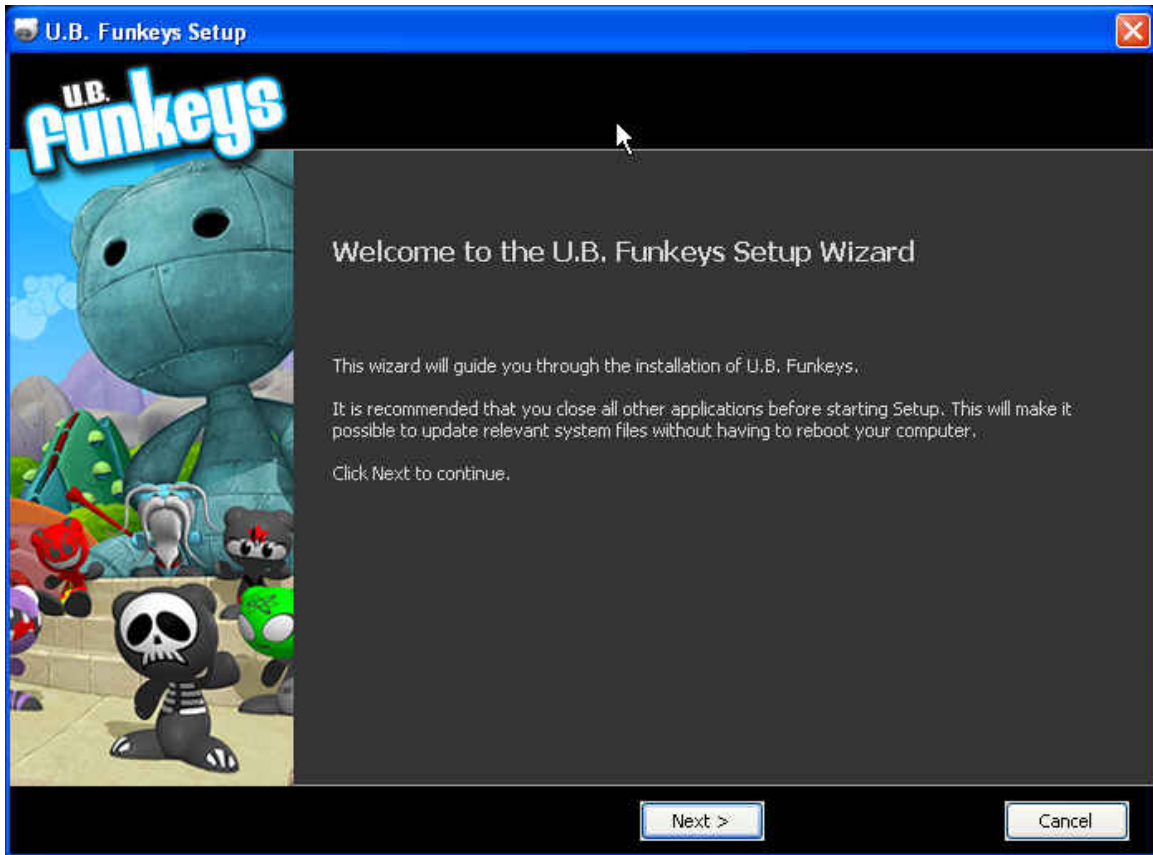 U.B. Funkeys Setup
U.B.
funkeys
Welcome to the U.B. Funkeys Setup Wizard
This wizard will guide you through the installation of U.B. Funkeys.
It is recommended that you close all other applications before starting Setup. This will make it
possible to update relevant system files without having to reboot your computer.
Click Next to continue.
Next >
Cancel